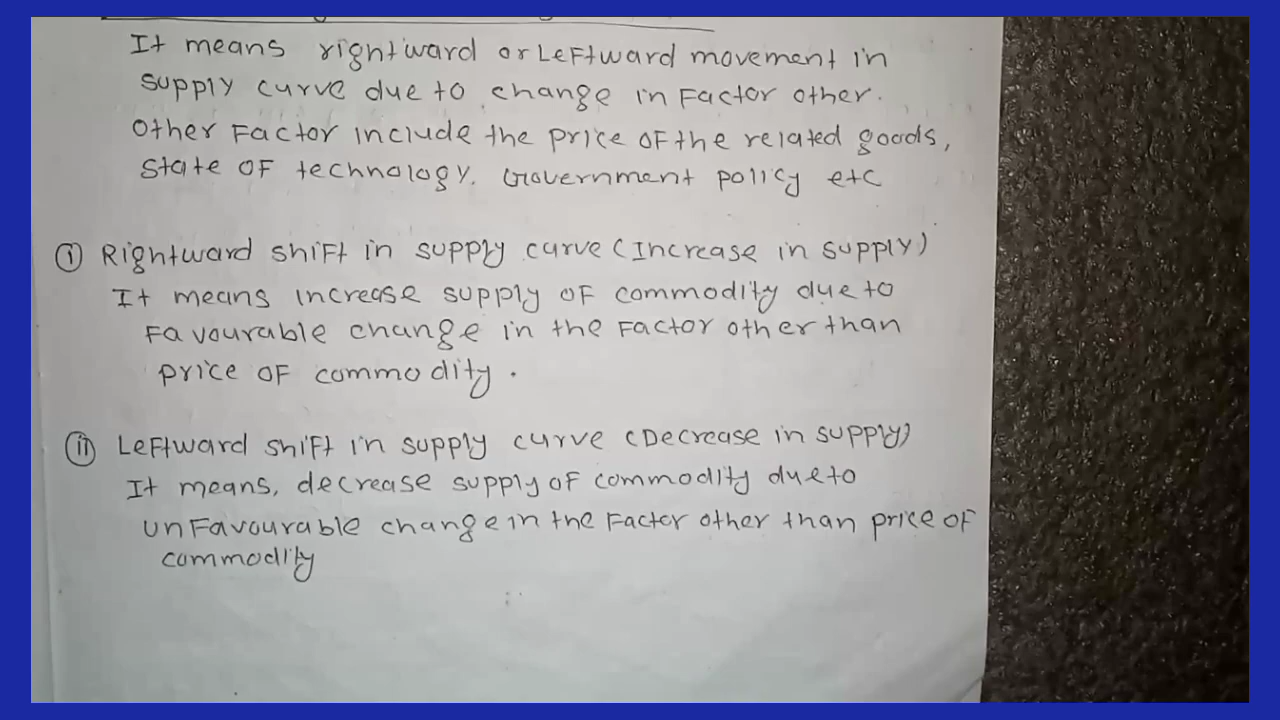 It means rightward or Leftward movement in
supply curve due to change in Factor other.
Other Factor include the price of the related goods,
State of technology. Government policy etc
(i) Rightward shift in supply curve (Increase in supply)
It means increase supply of commodity due to
Favourable change in the Factor other than
price of commodity.
(ii) Leftward shift in supply curve (Decrease in supply)
It means, decrease supply of commodity due to
unFavourable change in the Factor other than price of
commodity